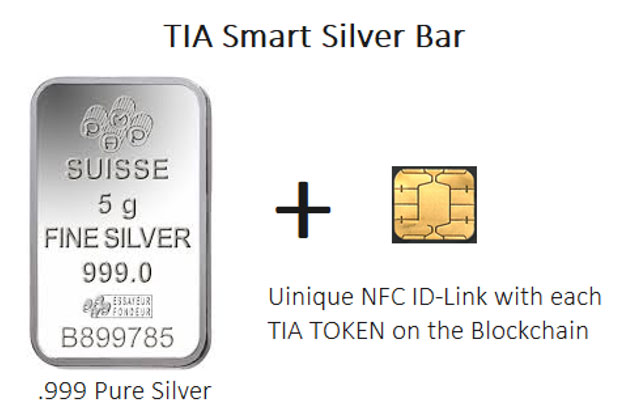 TIA Smart Silver Bar
PAMP
SUISSE
5 g
FINE SILVER
999.0
ESSAYEUR
FONDEUR
B899785
+
Uinique NFC ID-Link with each
TIA TOKEN on the Blockchain
.999 Pure Silver